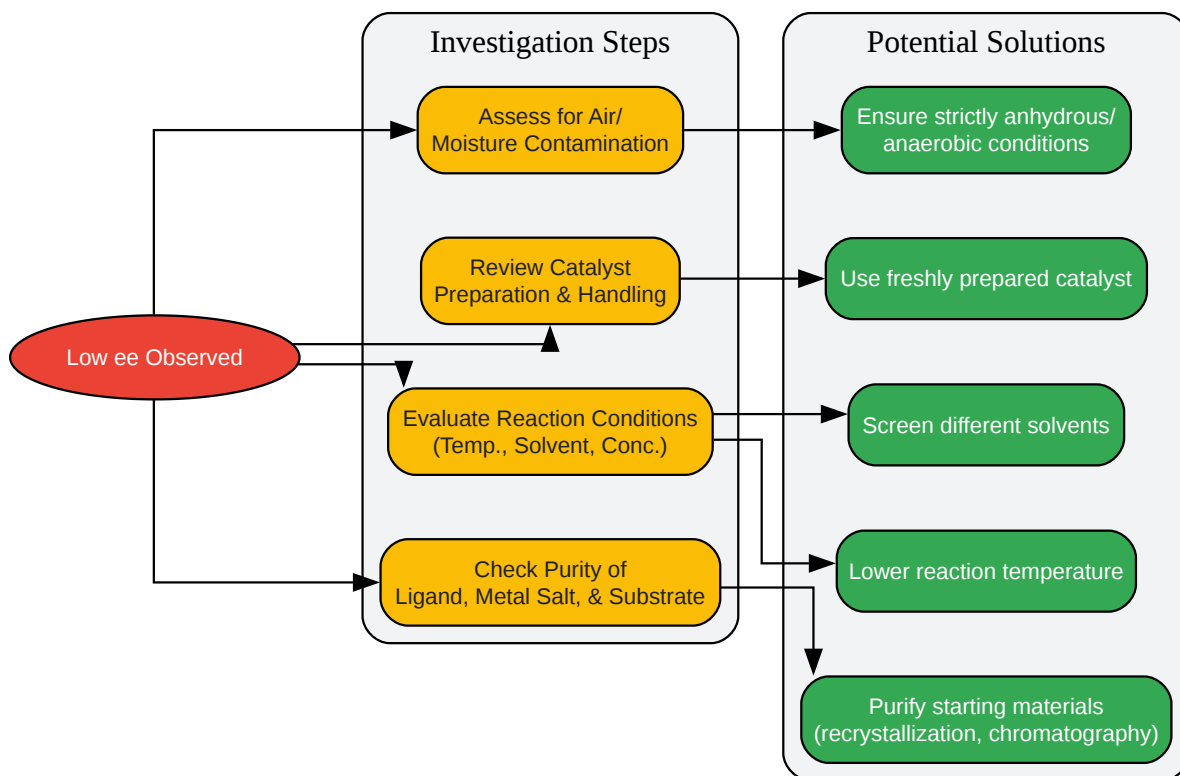 Investigation Steps
Potential Solutions
Assess for Air/
Moisture Contamination
Ensure strictly anhydrous/
anaerobic conditions
Review Catalyst
Preparation & Handling
Use freshly prepared catalyst
Low ee Observed
Evaluate Reaction Conditions
(Temp., Solvent, Conc.)
Screen different solvents
Check Purity of
Ligand, Metal Salt, & Substrate
Lower reaction temperature
Purify starting materials
(recrystallization, chromatography)